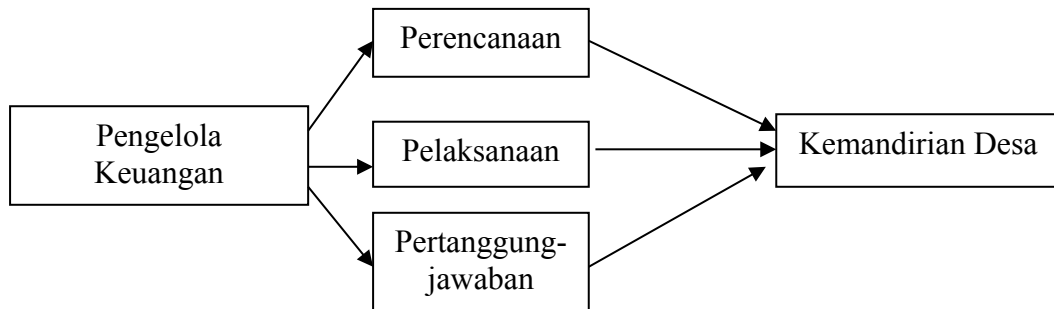 Pengelola
Keuangan
Perencanaan
Pelaksanaan
Pertanggung-
jawaban
Kemandirian Desa